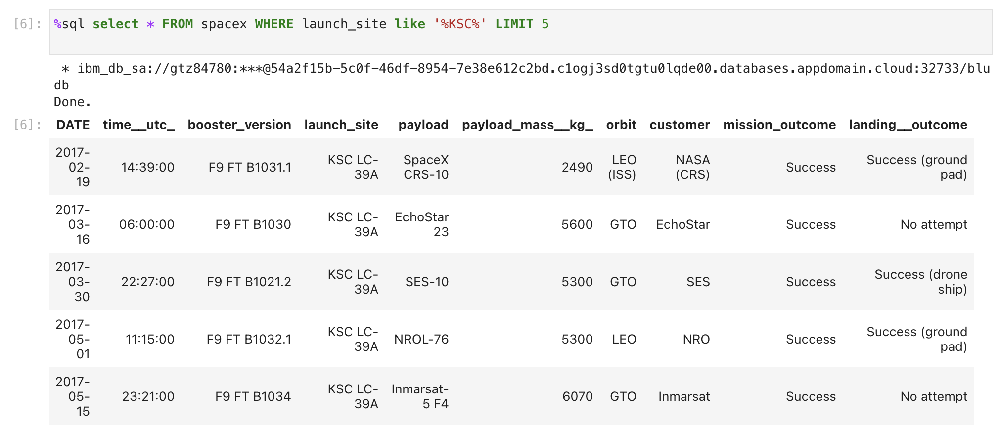 [6]: %sql select * FROM spacex WHERE launch_site like '%KSC%' LIMIT 5
* ibm_db_sa://gtz84780:***@54a2f15b-5c0f-46df-8954-7e38e612c2bd.c1ogj3sd0tgtu0lqde00.databases.appdomain.cloud:32733/blu
db
Done.
[6]: DATE time__utc_ booster_version launch_site payload payload_mass__kg_ orbit customer mission_outcome landing__outcome
2017-
02-
19
14:39:00
F9 FT B1031.1
KSC LC-
39A
SpaceX
CRS-10
2490
LEO
(ISS)
NASA
(CRS)
Success
Success (ground
pad)
2017-
03-
16
06:00:00
F9 FT B1030
KSC LC-
39A
EchoStar
23
5600
GTO
EchoStar
Success
No attempt
2017-
03-
30
22:27:00
F9 FT B1021.2
KSC LC-
39A
SES-10
5300
GTO
SES
Success
Success (drone
ship)
2017-
05-
01
11:15:00
F9 FT B1032.1
KSC LC-
39A
NROL-76
5300
LEO
NRO
Success
Success (ground
pad)
2017-
05-
15
23:21:00
F9 FT B1034
KSC LC-
39A
Inmarsat-
5 F4
6070
GTO
Inmarsat
Success
No attempt